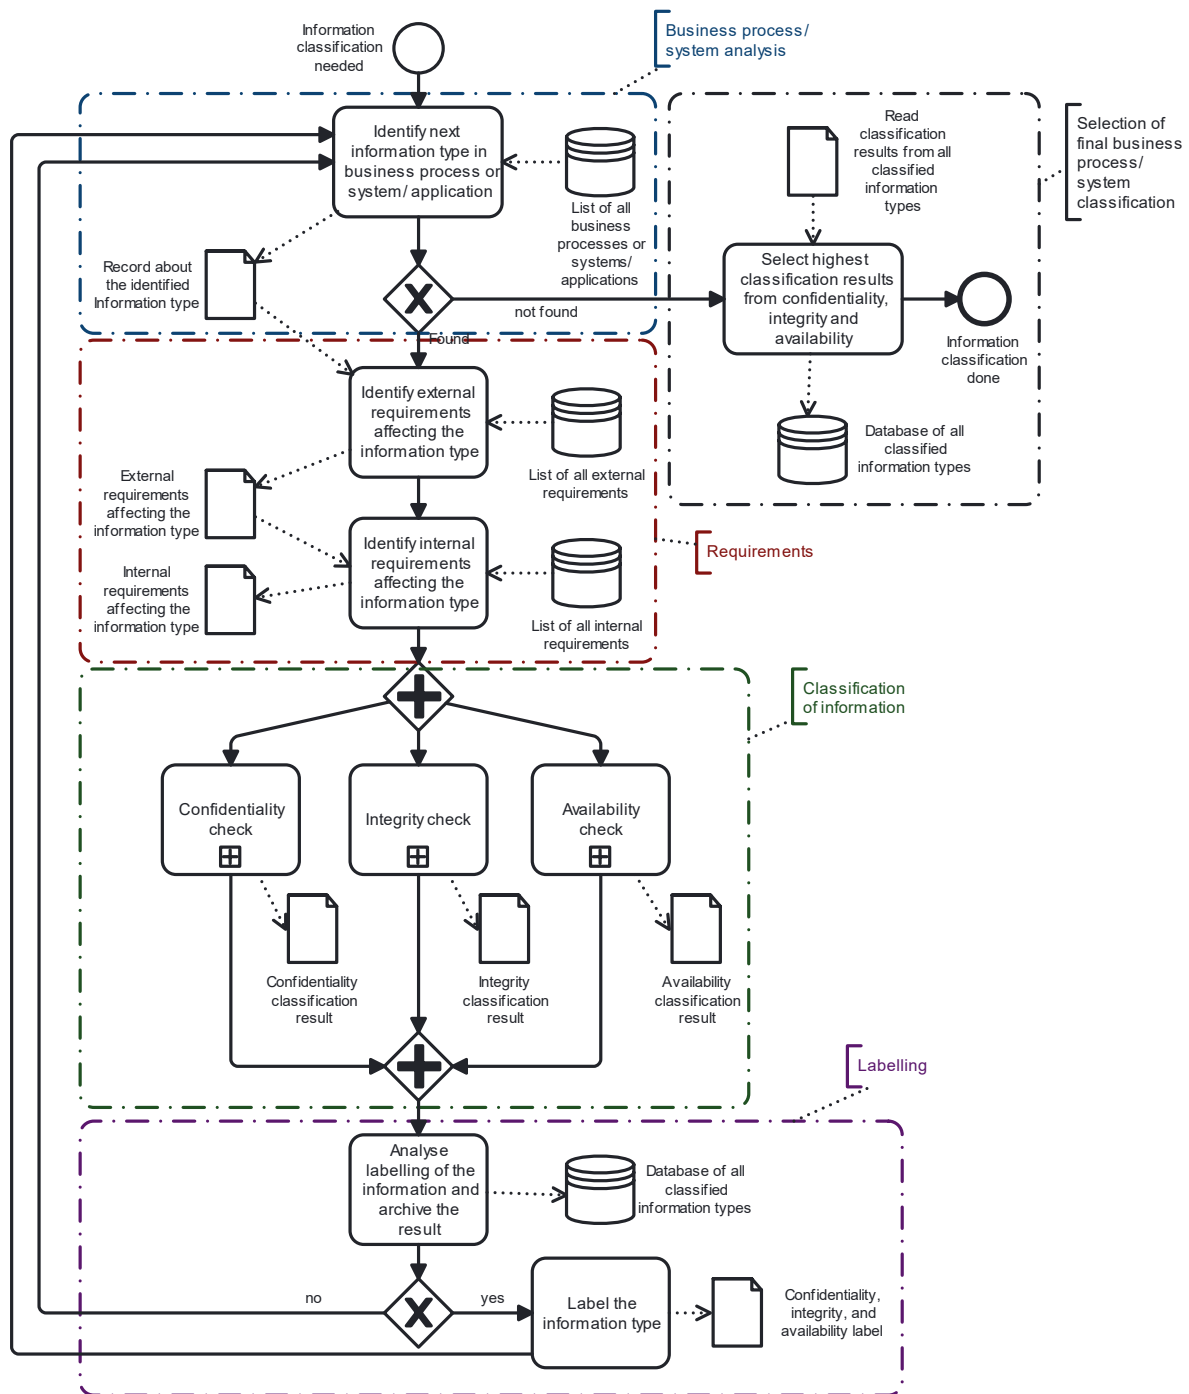 Information
classification
needed
Business process/
system analysis
Identify next
information type in
business process or
system/ application
List of all
business
processes or
systems/
applications
Record about
the identified
Information type
not found
Found
Read
classification
results from all
classified
information
types
Selection of
final business
process/
system
classification
Select highest
classification results
from confidentiality,
integrity and
availability
Information
classification
done
Database of all
classified
information types
Identify external
requirements
affecting the
information type
List of all external
requirements
External
requirements
affecting the
information type
Identify internal
requirements
affecting the
information type
List of all internal
requirements
Internal
requirements
affecting the
information type
Requirements
Classification
of information
Confidentiality
check
Integrity check
Availability
check
Confidentiality
classification
result
Integrity
classification
result
Availability
classification
result
Labelling
Analyse
labelling of the
information and
archive the
result
Database of all
classified
information types
no
yes
Label the
information type
Confidentiality,
integrity, and
availability label